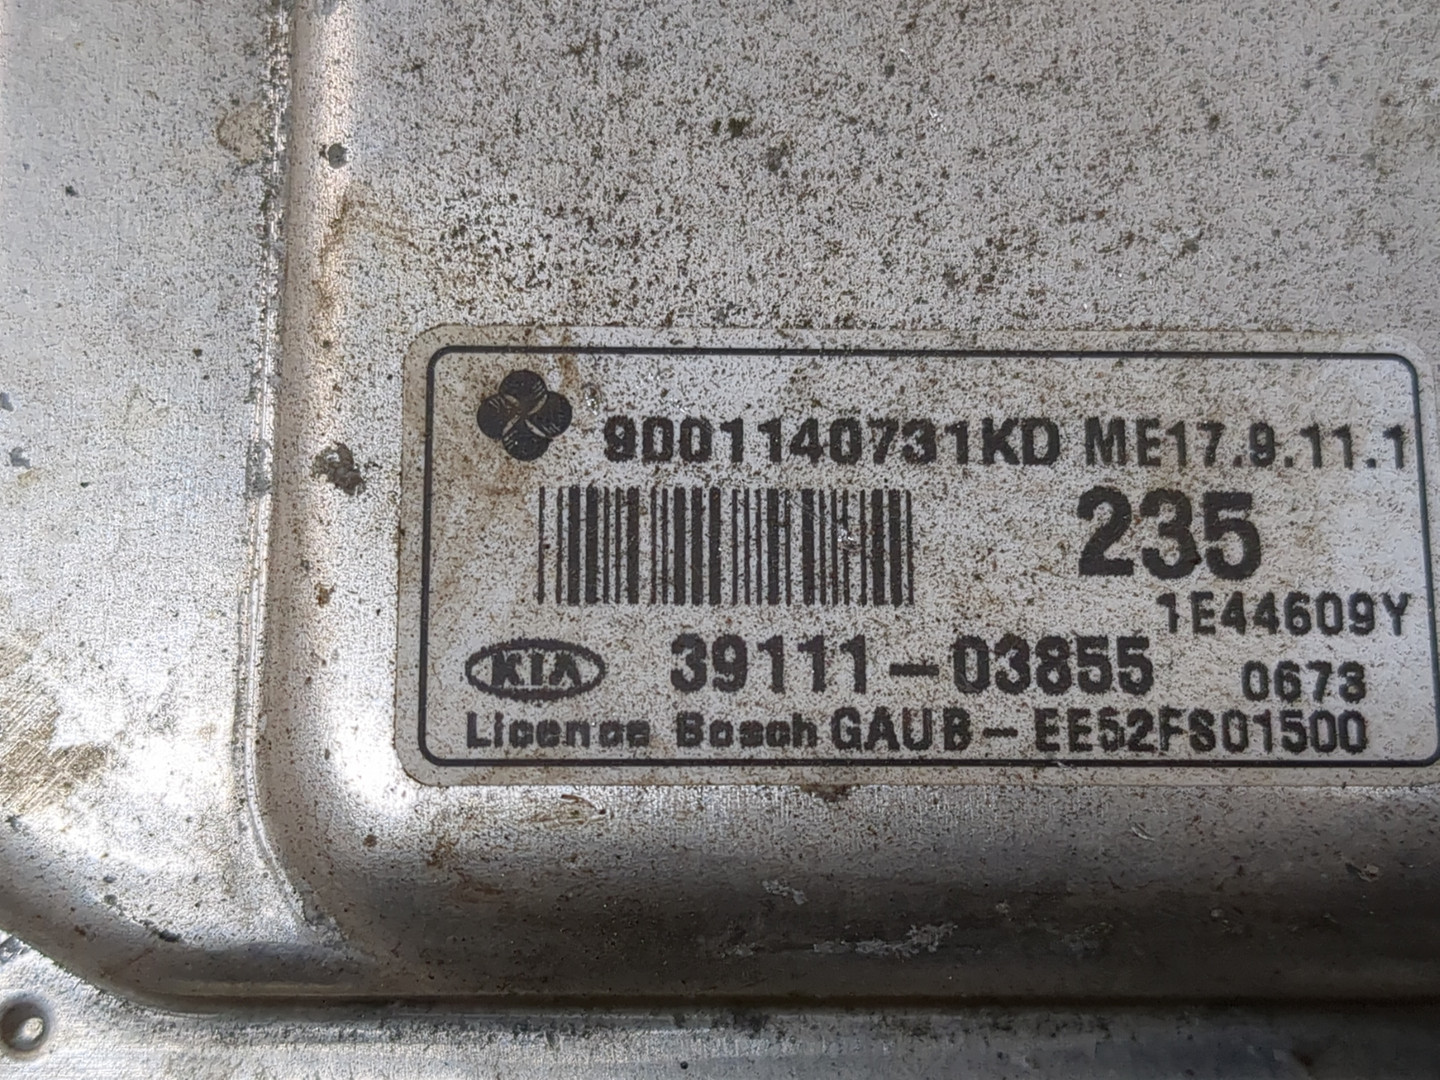 9001140731KD ME17.9.11.1
235
1E44609Y
KIA 39111-03855 0673
Licence Bosch GAUB-EE52FS01500